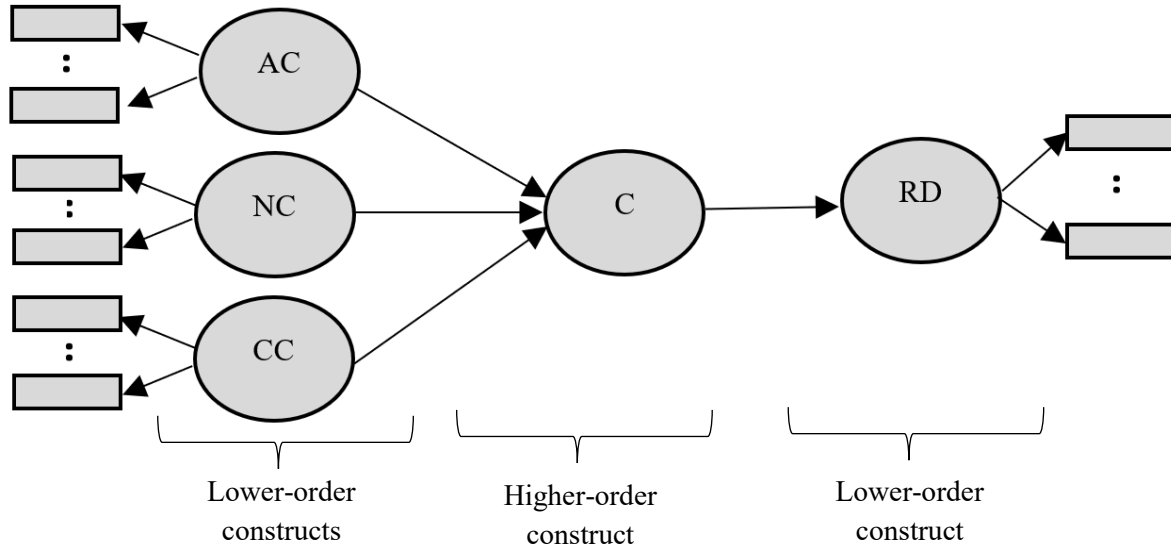 AC
NC
CC
C
RD
Lower-order
constructs
Higher-order
construct
Lower-order
construct